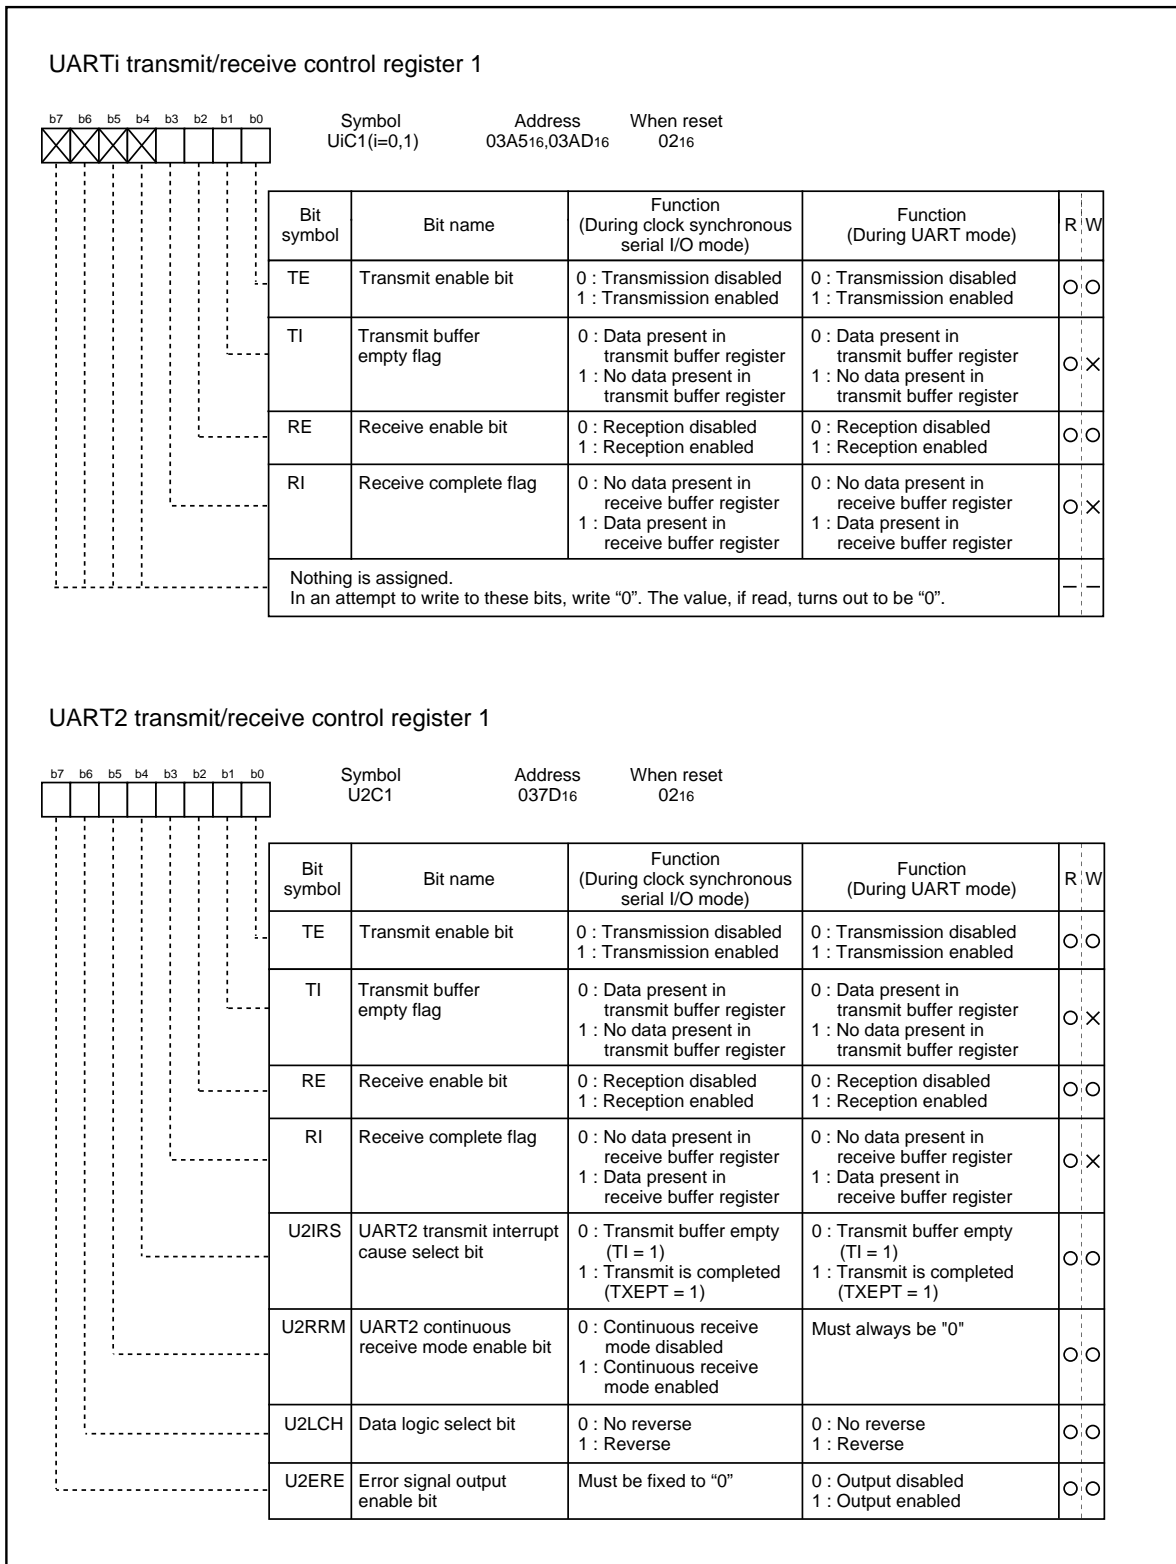 UARTi transmit/receive control register 1
b7 b6 b5 b4 b3 b2 b1 b0
Symbol Address When reset
UiC1(i=0,1) 03A516,03AD16 0216
Bit symbol
Bit name
Function
(During clock synchronous
serial I/O mode)
Function
(During UART mode)
R W
TE
Transmit enable bit
0 : Transmission disabled
1 : Transmission enabled
0 : Transmission disabled
1 : Transmission enabled
TI
Transmit buffer
empty flag
0 : Data present in
transmit buffer register
1 : No data present in
transmit buffer register
0 : Data present in
transmit buffer register
1 : No data present in
transmit buffer register
RE
Receive enable bit
0 : Reception disabled
1 : Reception enabled
0 : Reception disabled
1 : Reception enabled
RI
Receive complete flag
0 : No data present in
receive buffer register
1 : Data present in
receive buffer register
0 : No data present in
receive buffer register
1 : Data present in
receive buffer register
Nothing is assigned.
In an attempt to write to these bits, write “0”. The value, if read, turns out to be “0”.
UART2 transmit/receive control register 1
b7 b6 b5 b4 b3 b2 b1 b0
Symbol Address When reset
U2C1 037D16 0216
Bit symbol
Bit name
Function
(During clock synchronous
serial I/O mode)
Function
(During UART mode)
R W
TE
Transmit enable bit
0 : Transmission disabled
1 : Transmission enabled
0 : Transmission disabled
1 : Transmission enabled
TI
Transmit buffer
empty flag
0 : Data present in
transmit buffer register
1 : No data present in
transmit buffer register
0 : Data present in
transmit buffer register
1 : No data present in
transmit buffer register
RE
Receive enable bit
0 : Reception disabled
1 : Reception enabled
0 : Reception disabled
1 : Reception enabled
RI
Receive complete flag
0 : No data present in
receive buffer register
1 : Data present in
receive buffer register
0 : No data present in
receive buffer register
1 : Data present in
receive buffer register
U2IRS
UART2 transmit interrupt
cause select bit
0 : Transmit buffer empty
(TI = 1)
1 : Transmit is completed
(TXEPT = 1)
0 : Transmit buffer empty
(TI = 1)
1 : Transmit is completed
(TXEPT = 1)
U2RRM
UART2 continuous
receive mode enable bit
0 : Continuous receive
mode disabled
1 : Continuous receive
mode enabled
Must always be "0"
U2LCH
Data logic select bit
0 : No reverse
1 : Reverse
0 : No reverse
1 : Reverse
U2ERE
Error signal output
enable bit
Must be fixed to “0”
0 : Output disabled
1 : Output enabled